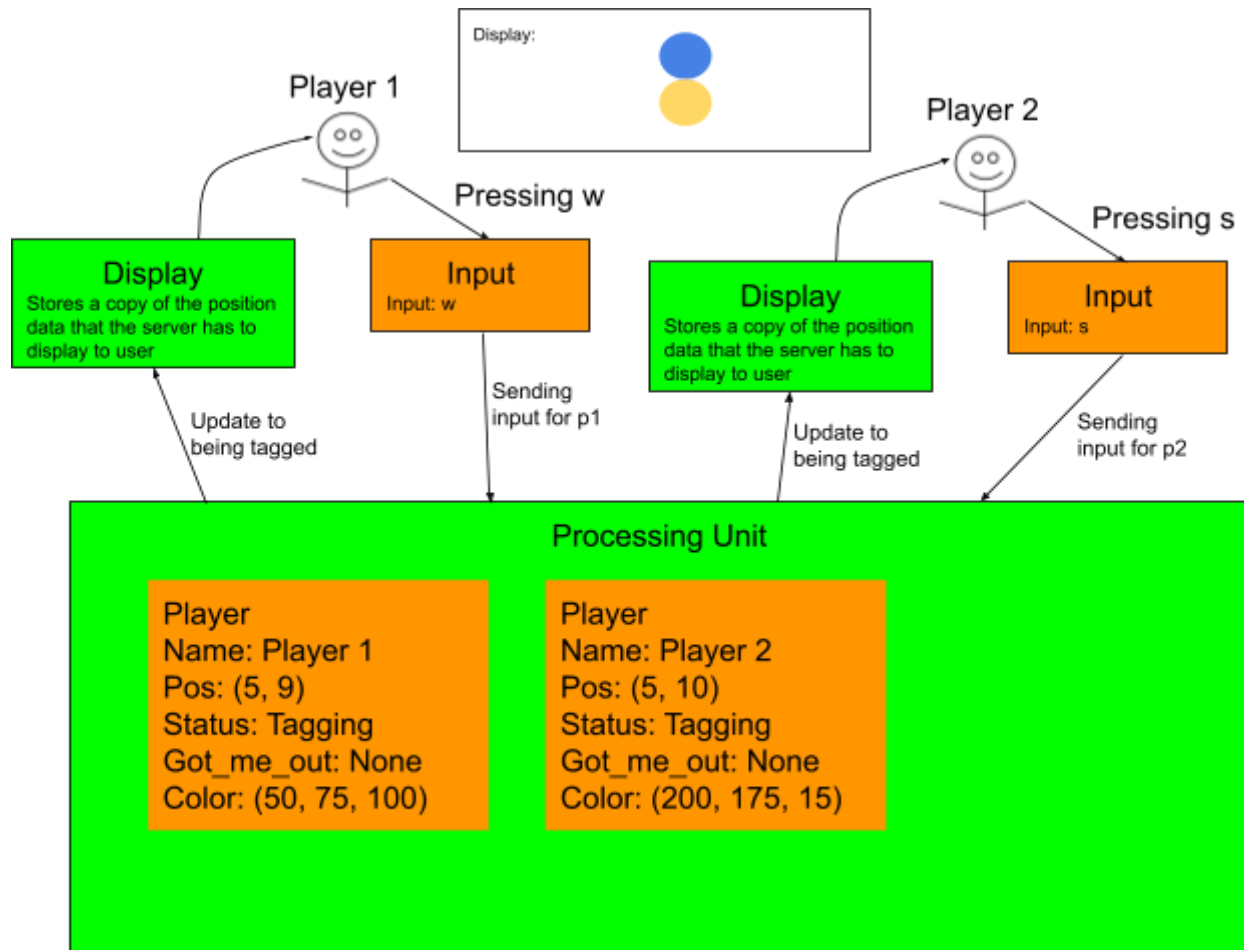 Display:
Player 1
Player 2
Pressing w
Pressing s
Display
Stores a copy of the position
data that the server has to
display to user
Input
Input: w
Display
Stores a copy of the position
data that the server has to
display to user
Input
Input: s
Update to
being tagged
Sending
input for p1
Update to
being tagged
Sending
input for p2
Processing Unit
Player
Name: Player 1
Pos: (5, 9)
Status: Tagging
Got_me_out: None
Color: (50, 75, 100)
Player
Name: Player 2
Pos: (5, 10)
Status: Tagging
Got_me_out: None
Color: (200, 175, 15)